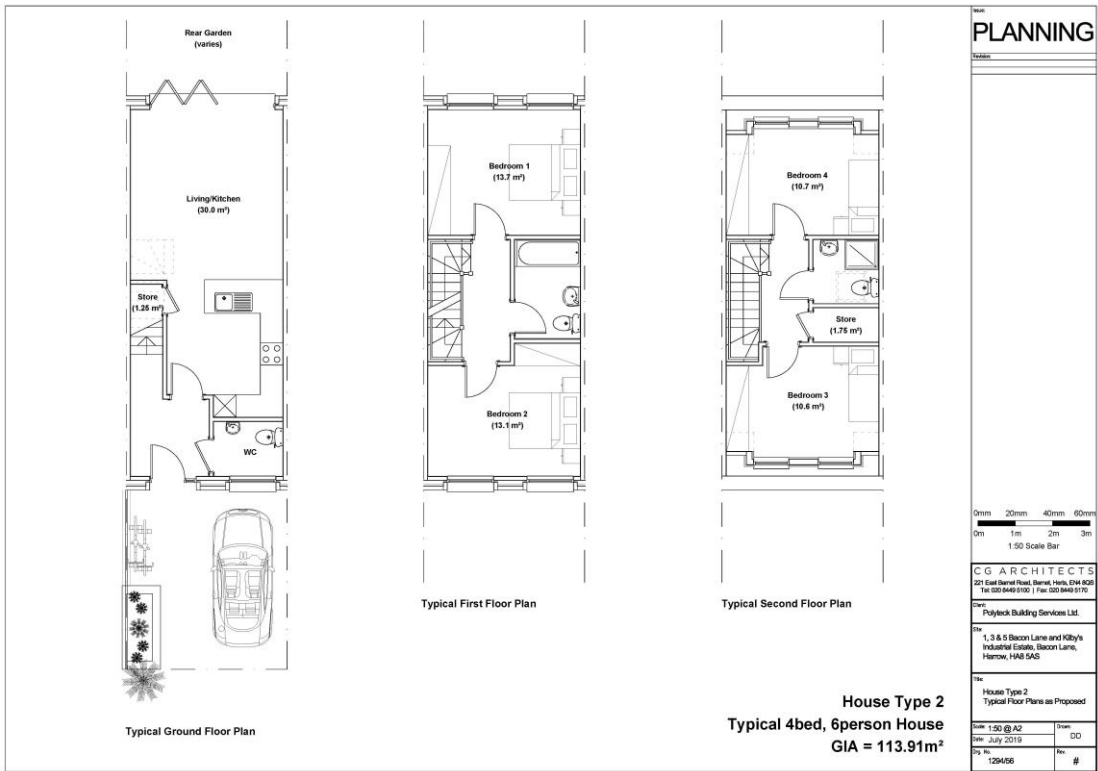 Rear Garden
(varies)
Living/Kitchen
(30.0 m²)
Store
(1.25 m²)
WC
Typical Ground Floor Plan
Bedroom 1
(13.7 m²)
Bedroom 2
(13.1 m²)
Typical First Floor Plan
Bedroom 4
(10.7 m²)
Store
(1.75 m²)
Bedroom 3
(10.6 m²)
Typical Second Floor Plan
House Type 2
Typical 4bed, 6person House
GIA = 113.91m²
Issue:
PLANNING
Revision:
0mm 20mm 40mm 60mm
0m 1m 2m 3m
1:50 Scale Bar
CG ARCHITECTS
221 East Barnet Road, Barnet, Herts, EN4 8QS
Tel: 020 8449 5100 | Fax: 020 8449 5170
Client:
Polyteck Building Services Ltd.
Site:
1, 3 & 5 Bacon Lane and Kilby's
Industrial Estate, Bacon Lane,
Harrow, HA8 5AS
Title:
House Type 2
Typical Floor Plans as Proposed
Scale: 1:50 @ A2
Drawn: DD
Date: July 2019
Drg. No. 1294/56
Rev. #